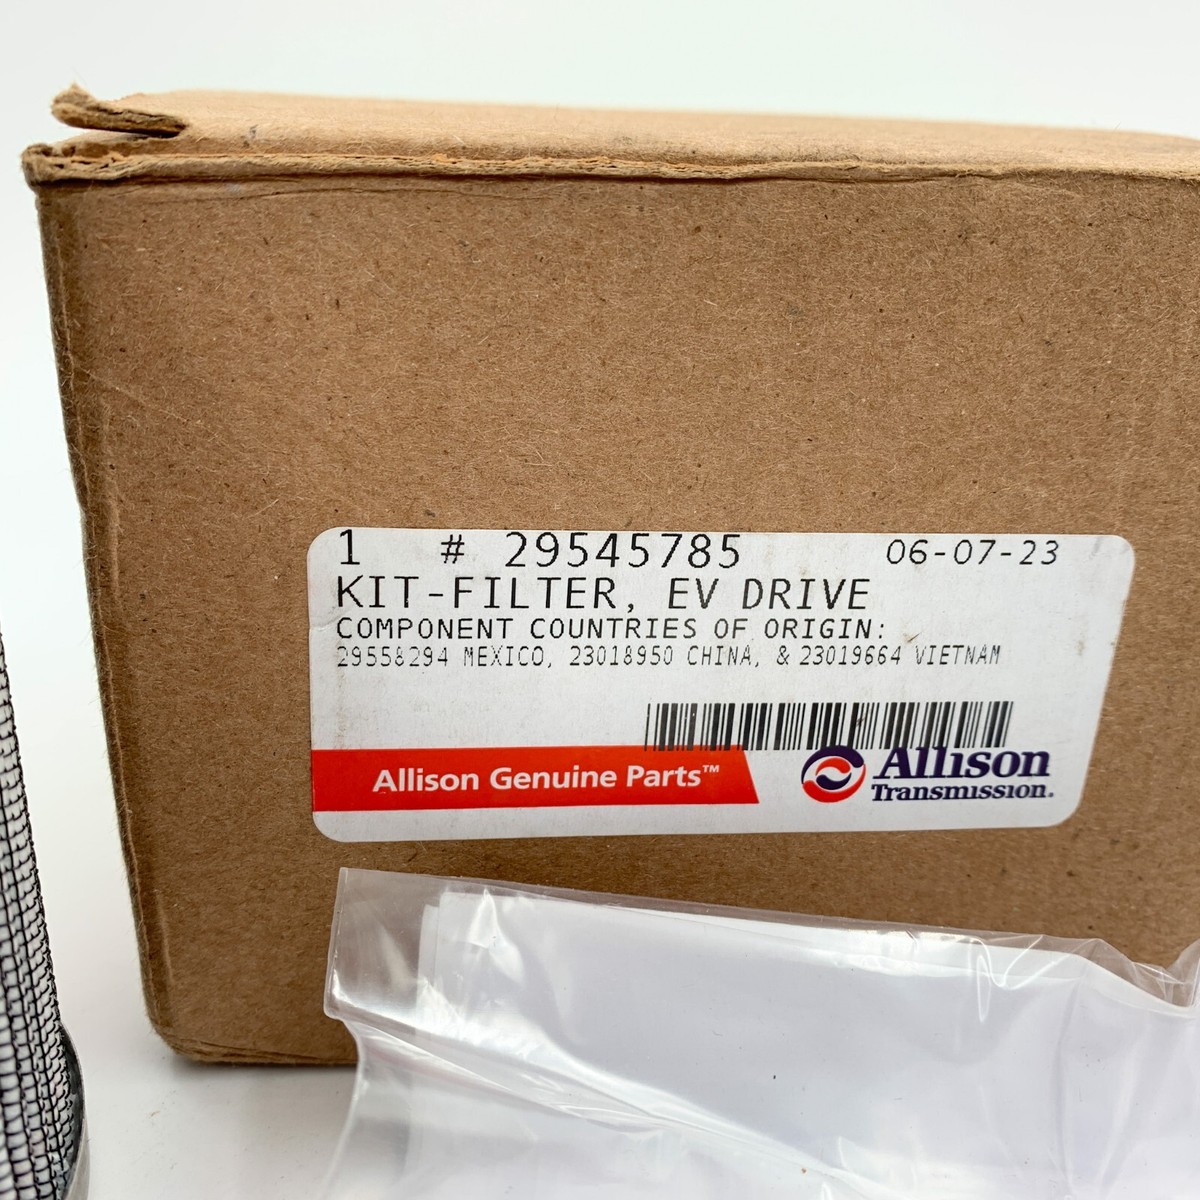 1 # 29545785 06-07-23
KIT-FILTER, EV DRIVE
COMPONENT COUNTRIES OF ORIGIN:
29558294 MEXICO, 23018950 CHINA, & 23019664 VIETNAM
Allison Genuine Parts™
Allison
Transmission.